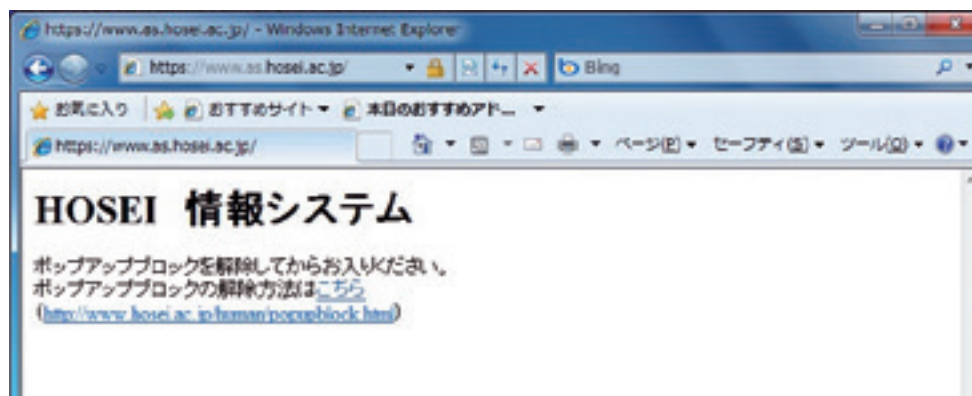 https://www.as.hosei.ac.jp/ - Windows Internet Explorer
https://www.as.hosei.ac.jp/ Bing
お気に入り おすすめサイト 本日のおすすめアド...
https://www.as.hosei.ac.jp/ ページ(P) セーフティ(S) ツール(O)
HOSEI 情報システム
ポップアップブロックを解除してからお入りください。
ポップアップブロックの解除方法はこちら
(http://www.hosei.ac.jp/human/popupblock.html)